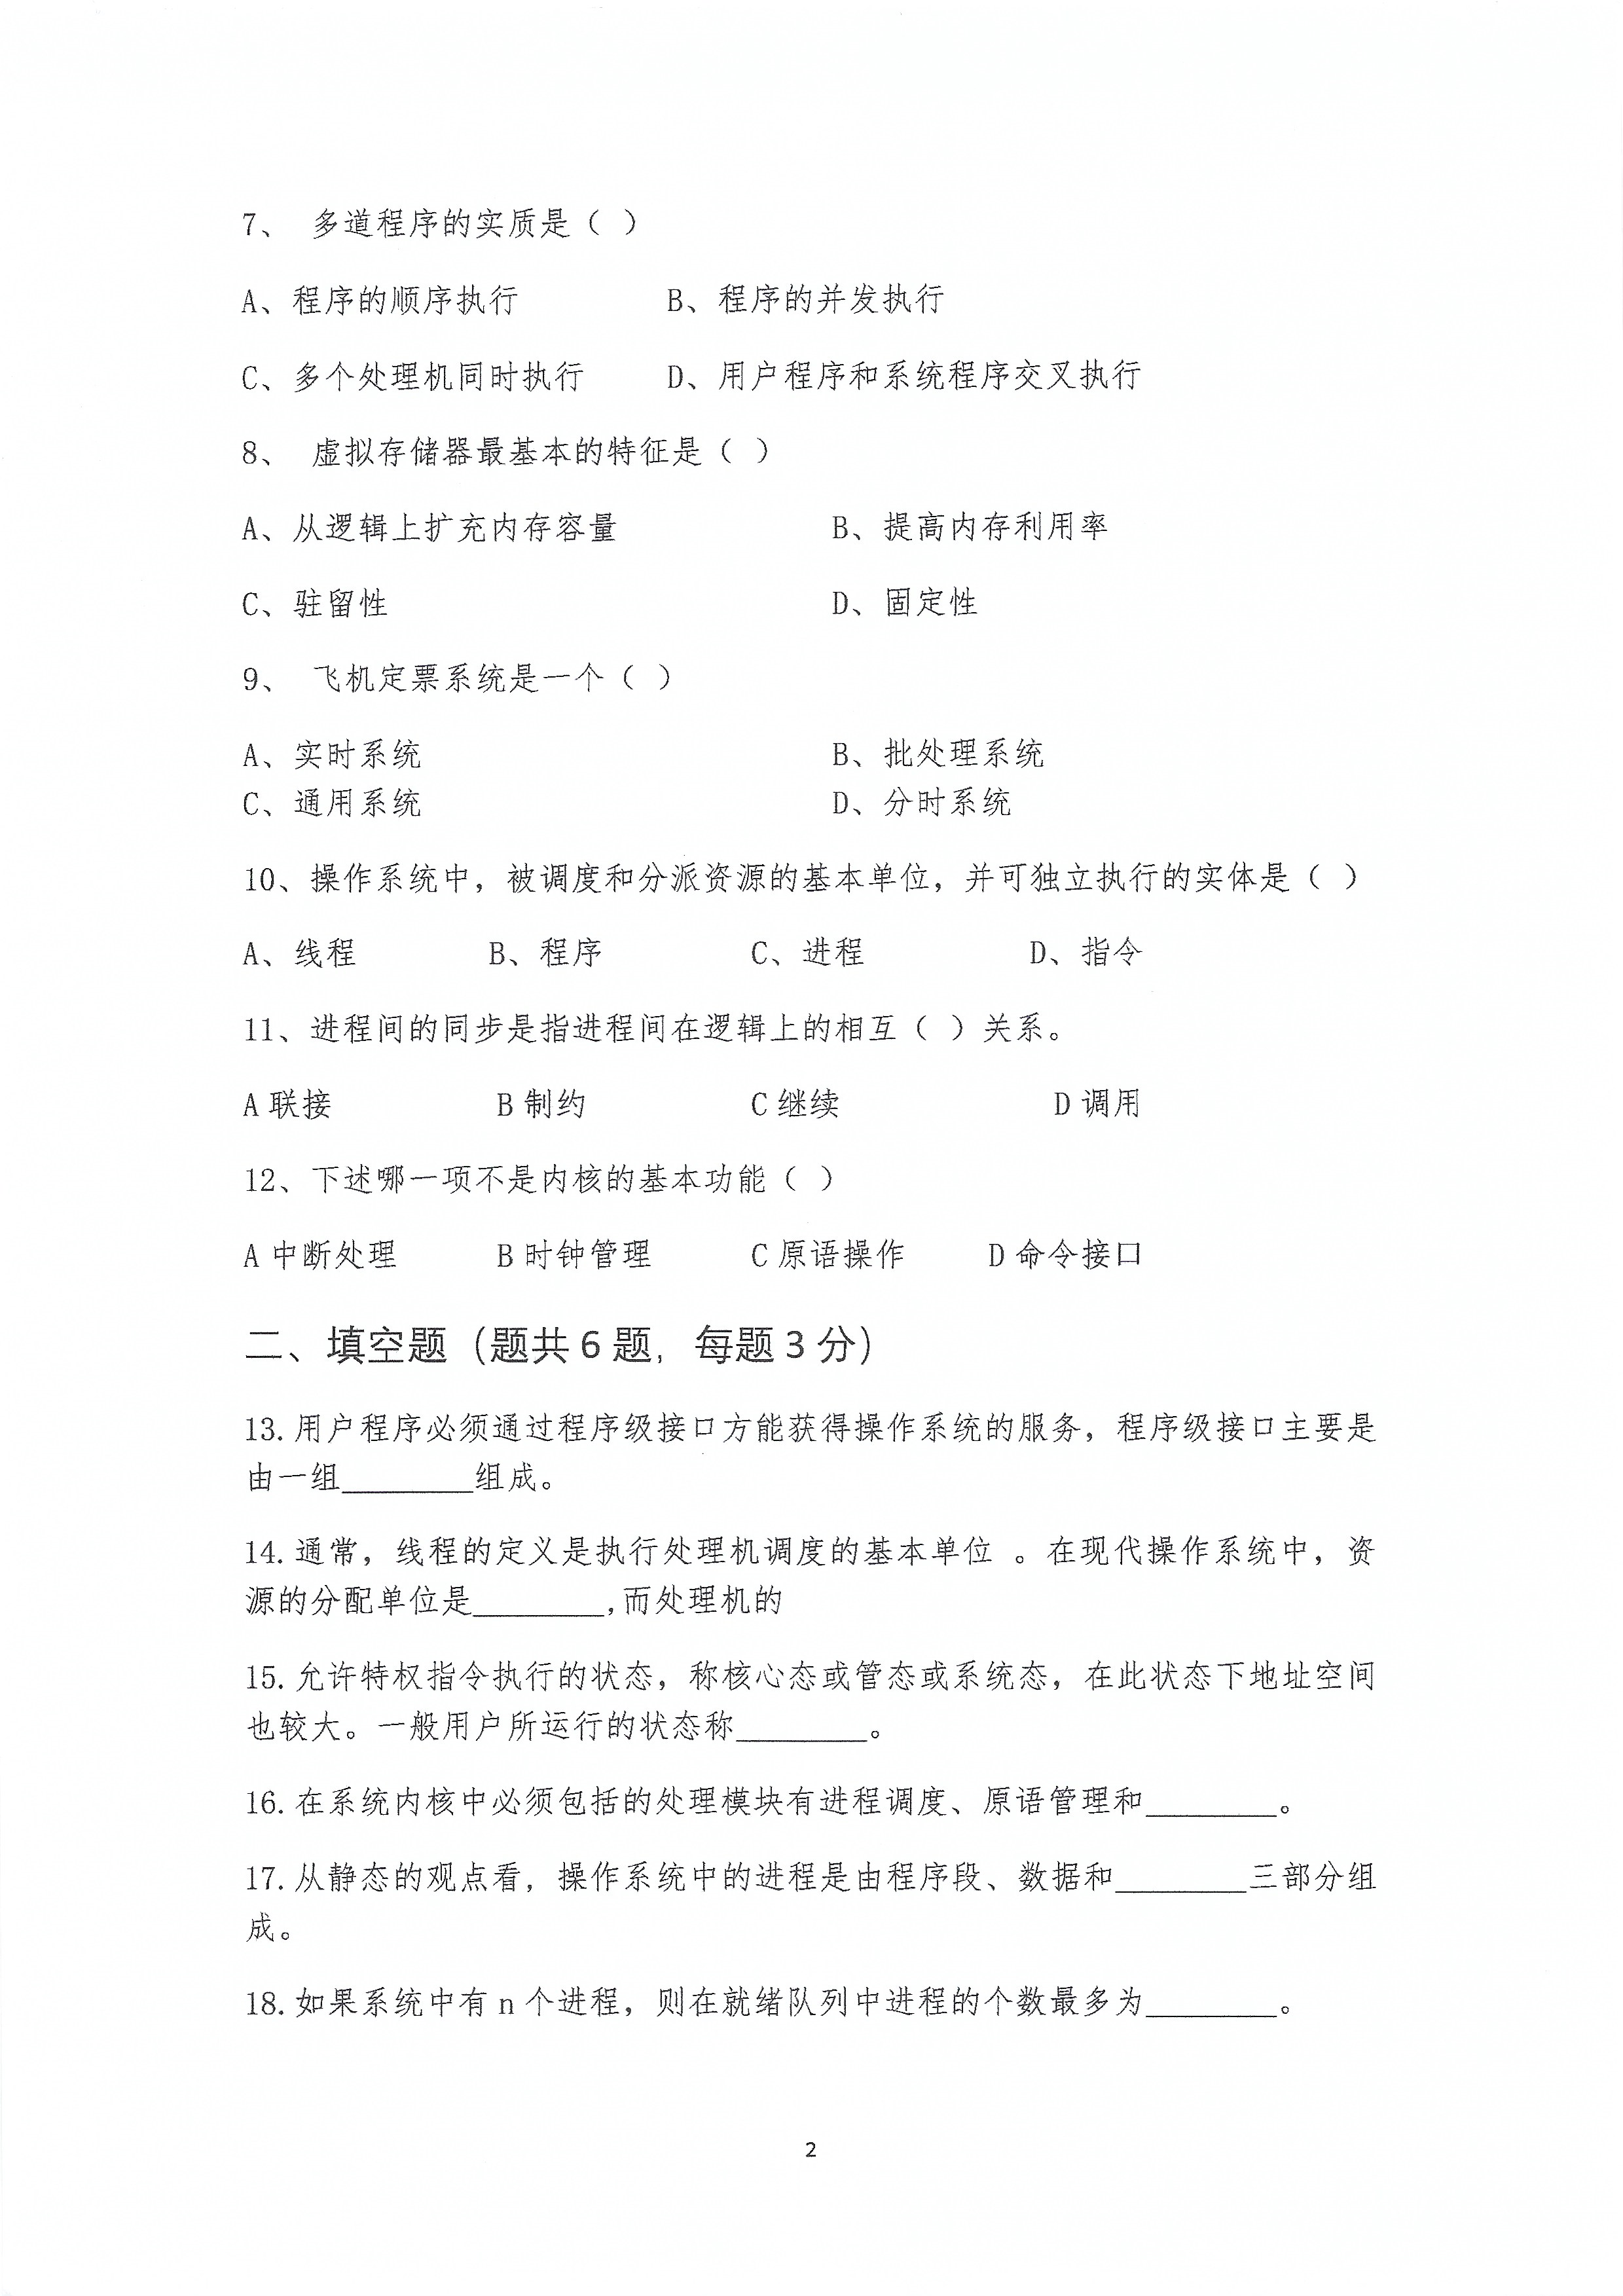 7、 多道程序的实质是（ ）
A、程序的顺序执行 B、程序的并发执行
C、多个处理机同时执行 D、用户程序和系统程序交叉执行
8、 虚拟存储器最基本的特征是（ ）
A、从逻辑上扩充内存容量 B、提高内存利用率
C、驻留性 D、固定性
9、 飞机定票系统是一个（ ）
A、实时系统 B、批处理系统
C、通用系统 D、分时系统
10、操作系统中，被调度和分派资源的基本单位，并可独立执行的实体是（ ）
A、线程 B、程序 C、进程 D、指令
11、进程间的同步是指进程间在逻辑上的相互（ ）关系。
A 联接 B 制约 C 继续 D 调用
12、下述哪一项不是内核的基本功能（ ）
A 中断处理 B 时钟管理 C 原语操作 D 命令接口
二、填空题（题共 6 题，每题 3 分）
13. 用户程序必须通过程序级接口方能获得操作系统的服务，程序级接口主要是
由一组________组成。
14. 通常，线程的定义是执行处理机调度的基本单位 。在现代操作系统中，资
源的分配单位是________,而处理机的
15. 允许特权指令执行的状态，称核心态或管态或系统态，在此状态下地址空间
也较大。一般用户所运行的状态称________。
16. 在系统内核中必须包括的处理模块有进程调度、原语管理和________。
17. 从静态的观点看，操作系统中的进程是由程序段、数据和________三部分组
成。
18. 如果系统中有 n 个进程，则在就绪队列中进程的个数最多为________。
2